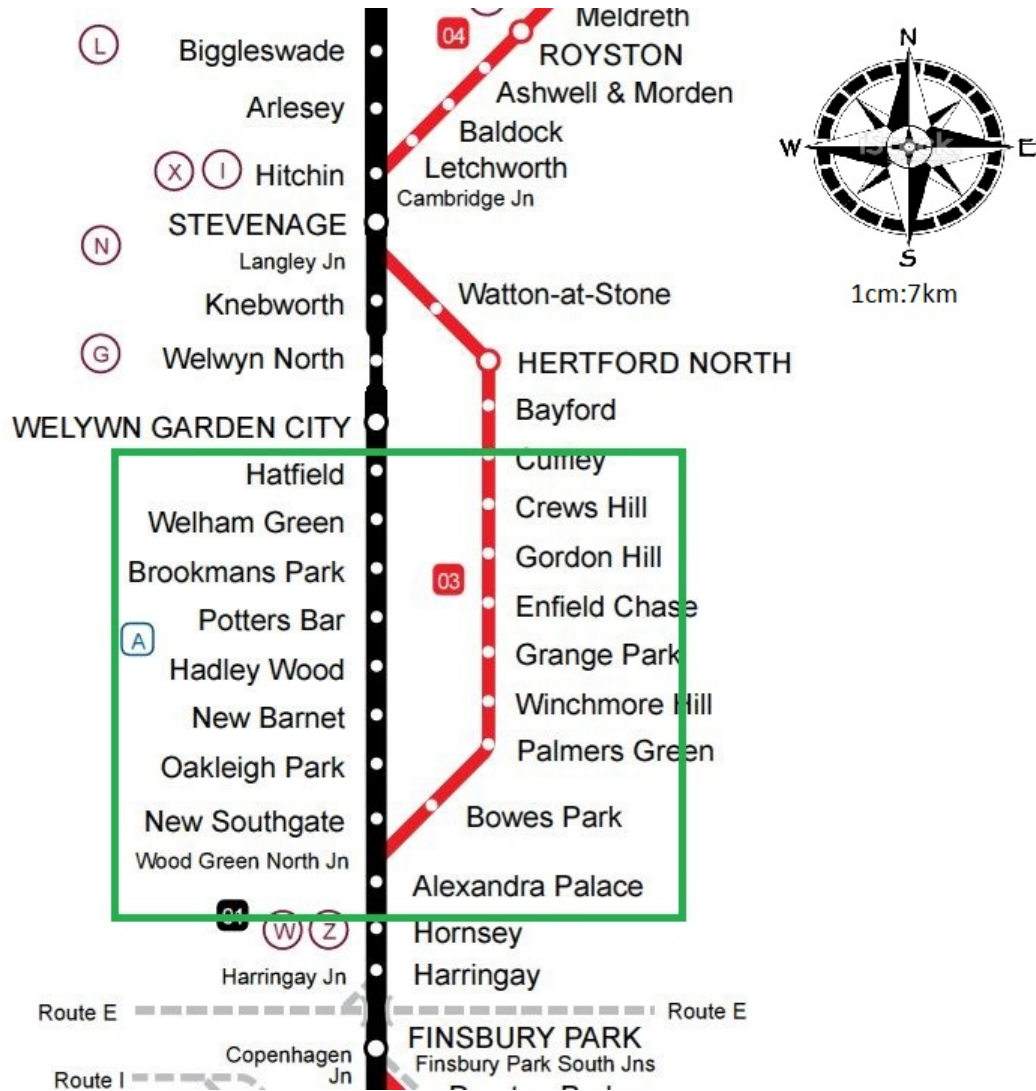 Meldreth
04
L
Biggleswade
ROYSTON
Ashwell & Morden
Arlesey
Baldock
Letchworth
X I Hitchin
Cambridge Jn
STEVENAGE
N
Langley Jn
Watton-at-Stone
Knebworth
G
Welwyn North
HERTFORD NORTH
Bayford
WELYWN GARDEN CITY
Cuffley
Hatfield
Crews Hill
Welham Green
Gordon Hill
Brookmans Park
03
Enfield Chase
Potters Bar
A
Grange Park
Hadley Wood
Winchmore Hill
New Barnet
Palmers Green
Oakleigh Park
Bowes Park
New Southgate
Wood Green North Jn
Alexandra Palace
01
W Z
Hornsey
Harringay Jn
Harringay
Route E
Route E
FINSBURY PARK
Copenhagen
Jn
Finsbury Park South Jns
Route I
N
W
E
S
1cm:7km